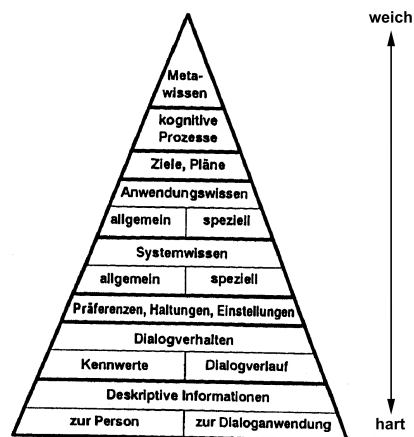 weich
Meta-
wissen
kognitive
Prozesse
Ziele, Pläne
Anwendungswissen
allgemein speziell
Systemwissen
allgemein speziell
Präferenzen, Haltungen, Einstellungen
Dialogverhalten
Kennwerte Dialogverlauf
Deskriptive Informationen
zur Person zur Dialoganwendung
hart